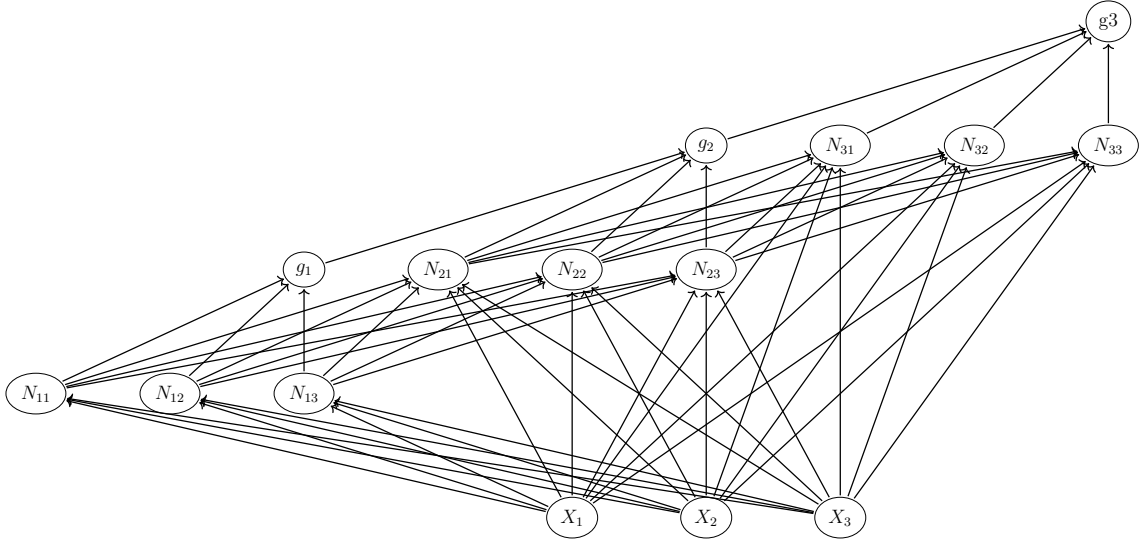 g3
g₂ N₃₁ N₃₂ N₃₃
g₁ N₂₁ N₂₂ N₂₃
N₁₁ N₁₂ N₁₃
X₁ X₂ X₃